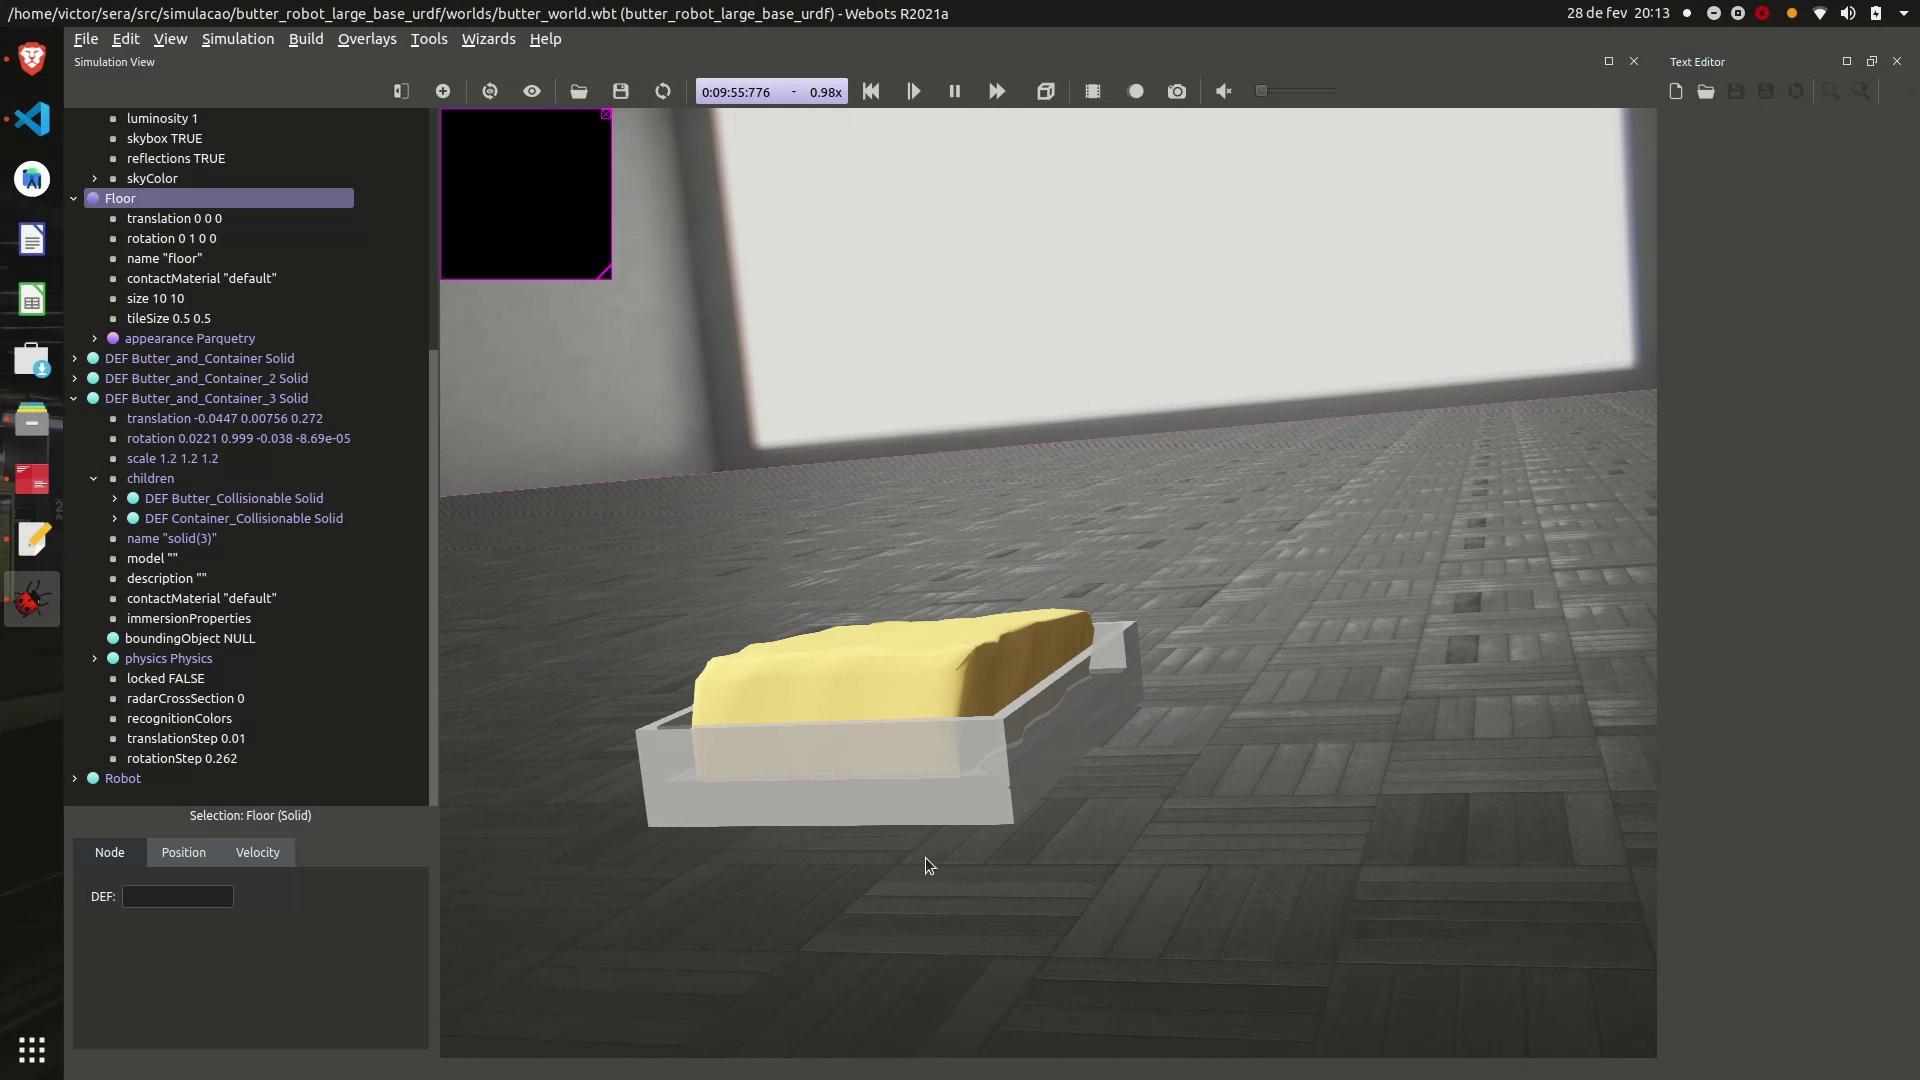 /home/victor/sera/src/simulacao/butter_robot_large_base_urdf/worlds/butter_world.wbt (butter_robot_large_base_urdf) - Webots R2021a
28 de fev 20:13
File Edit View Simulation Build Overlays Tools Wizards Help
Simulation View
Text Editor
0:09:55:776 - 0.98x
luminosity 1
skybox TRUE
reflections TRUE
skyColor
Floor
translation 0 0 0
rotation 0 1 0 0
name "floor"
contactMaterial "default"
size 10 10
tileSize 0.5 0.5
appearance Parquetry
DEF Butter_and_Container Solid
DEF Butter_and_Container_2 Solid
DEF Butter_and_Container_3 Solid
translation -0.0447 0.00756 0.272
rotation 0.0221 0.999 -0.038 -8.69e-05
scale 1.2 1.2 1.2
children
DEF Butter_Collisionable Solid
DEF Container_Collisionable Solid
name "solid(3)"
model ""
description ""
contactMaterial "default"
immersionProperties
boundingObject NULL
physics Physics
locked FALSE
radarCrossSection 0
recognitionColors
translationStep 0.01
rotationStep 0.262
Robot
Selection: Floor (Solid)
Node Position Velocity
DEF: